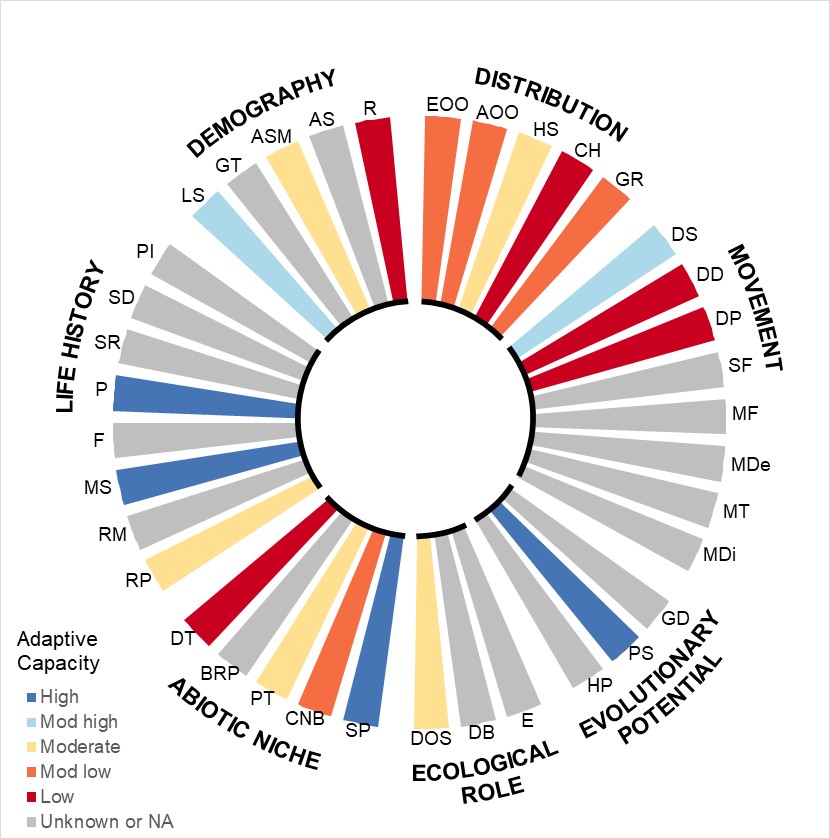 DISTRIBUTION
EOO
AOO
HS
CH
GR
MOVEMENT
DS
DD
DP
SF
MF
MDe
MT
MDi
EVOLUTIONARY
POTENTIAL
GD
PS
HP
ECOLOGICAL
ROLE
E
DB
DOS
ABIOTIC NICHE
SP
CNB
PT
BRP
DT
LIFE HISTORY
RP
RM
MS
F
P
SR
SD
PI
DEMOGRAPHY
LS
GT
ASM
AS
R
Adaptive
Capacity
High
Mod high
Moderate
Mod low
Low
Unknown or NA